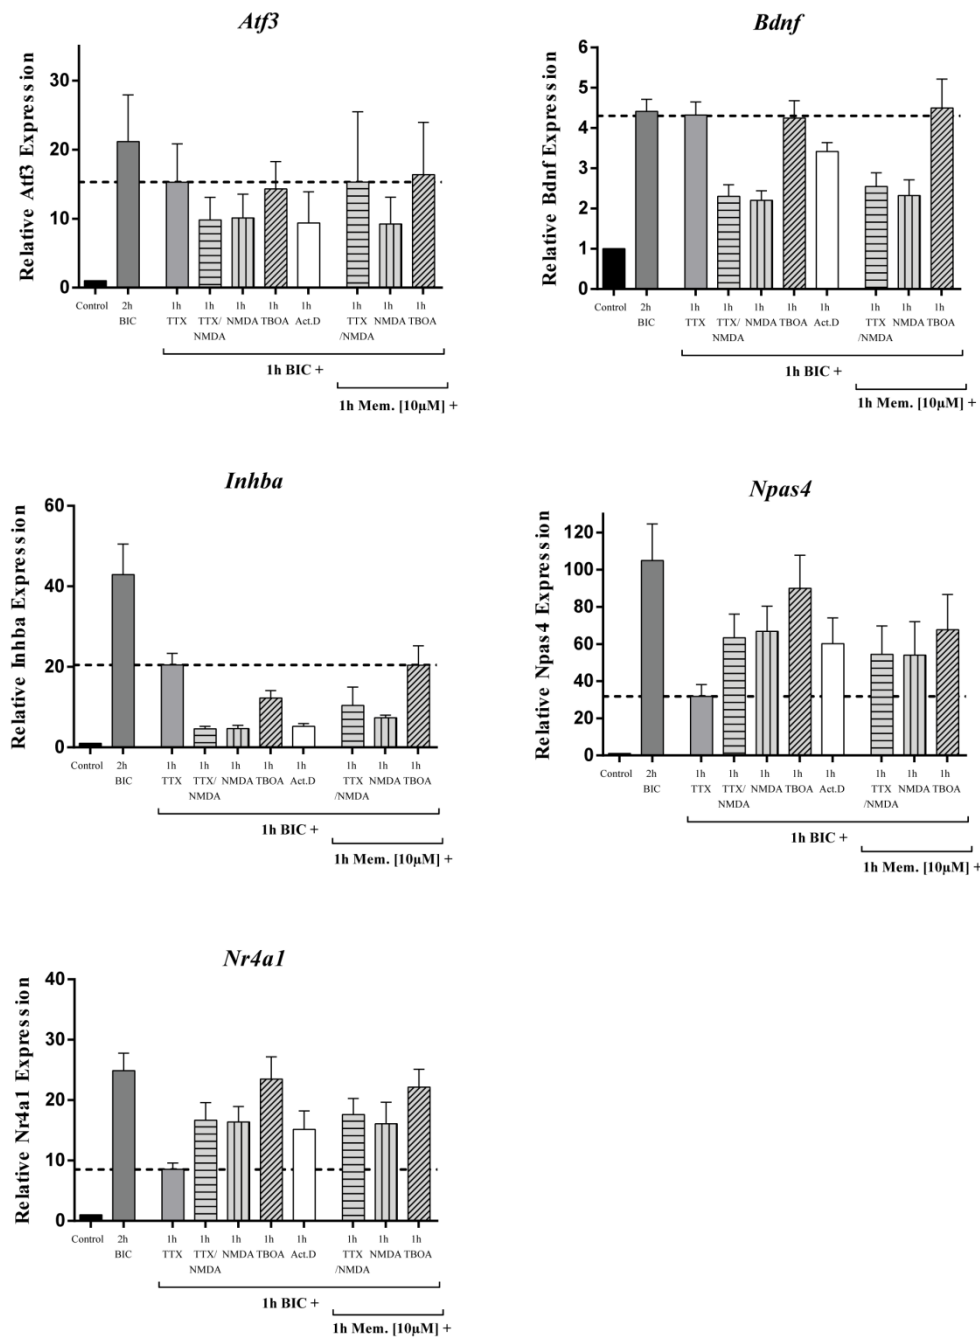 Atf3
Relative Atf3 Expression
30
20
10
0
Control
2h
BIC
1h
TTX
1h
TTX/
NMDA
1h
NMDA
1h
TBOA
1h
Act.D
1h
TTX
/NMDA
1h
NMDA
1h
TBOA
1h BIC +
1h Mem. [10µM] +
Bdnf
Relative Bdnf Expression
6
5
4
3
2
1
0
Control
2h
BIC
1h
TTX
1h
TTX/
NMDA
1h
NMDA
1h
TBOA
1h
Act.D
1h
TTX
/NMDA
1h
NMDA
1h
TBOA
1h BIC +
1h Mem. [10µM] +
Inhba
Relative Inhba Expression
60
40
20
0
Control
2h
BIC
1h
TTX
1h
TTX/
NMDA
1h
NMDA
1h
TBOA
1h
Act.D
1h
TTX
/NMDA
1h
NMDA
1h
TBOA
1h BIC +
1h Mem. [10µM] +
Npas4
Relative Npas4 Expression
120
100
80
60
40
20
0
Control
2h
BIC
1h
TTX
1h
TTX/
NMDA
1h
NMDA
1h
TBOA
1h
Act.D
1h
TTX
/NMDA
1h
NMDA
1h
TBOA
1h BIC +
1h Mem. [10µM] +
Nr4a1
Relative Nr4a1 Expression
40
30
20
10
0
Control
2h
BIC
1h
TTX
1h
TTX/
NMDA
1h
NMDA
1h
TBOA
1h
Act.D
1h
TTX
/NMDA
1h
NMDA
1h
TBOA
1h BIC +
1h Mem. [10µM] +